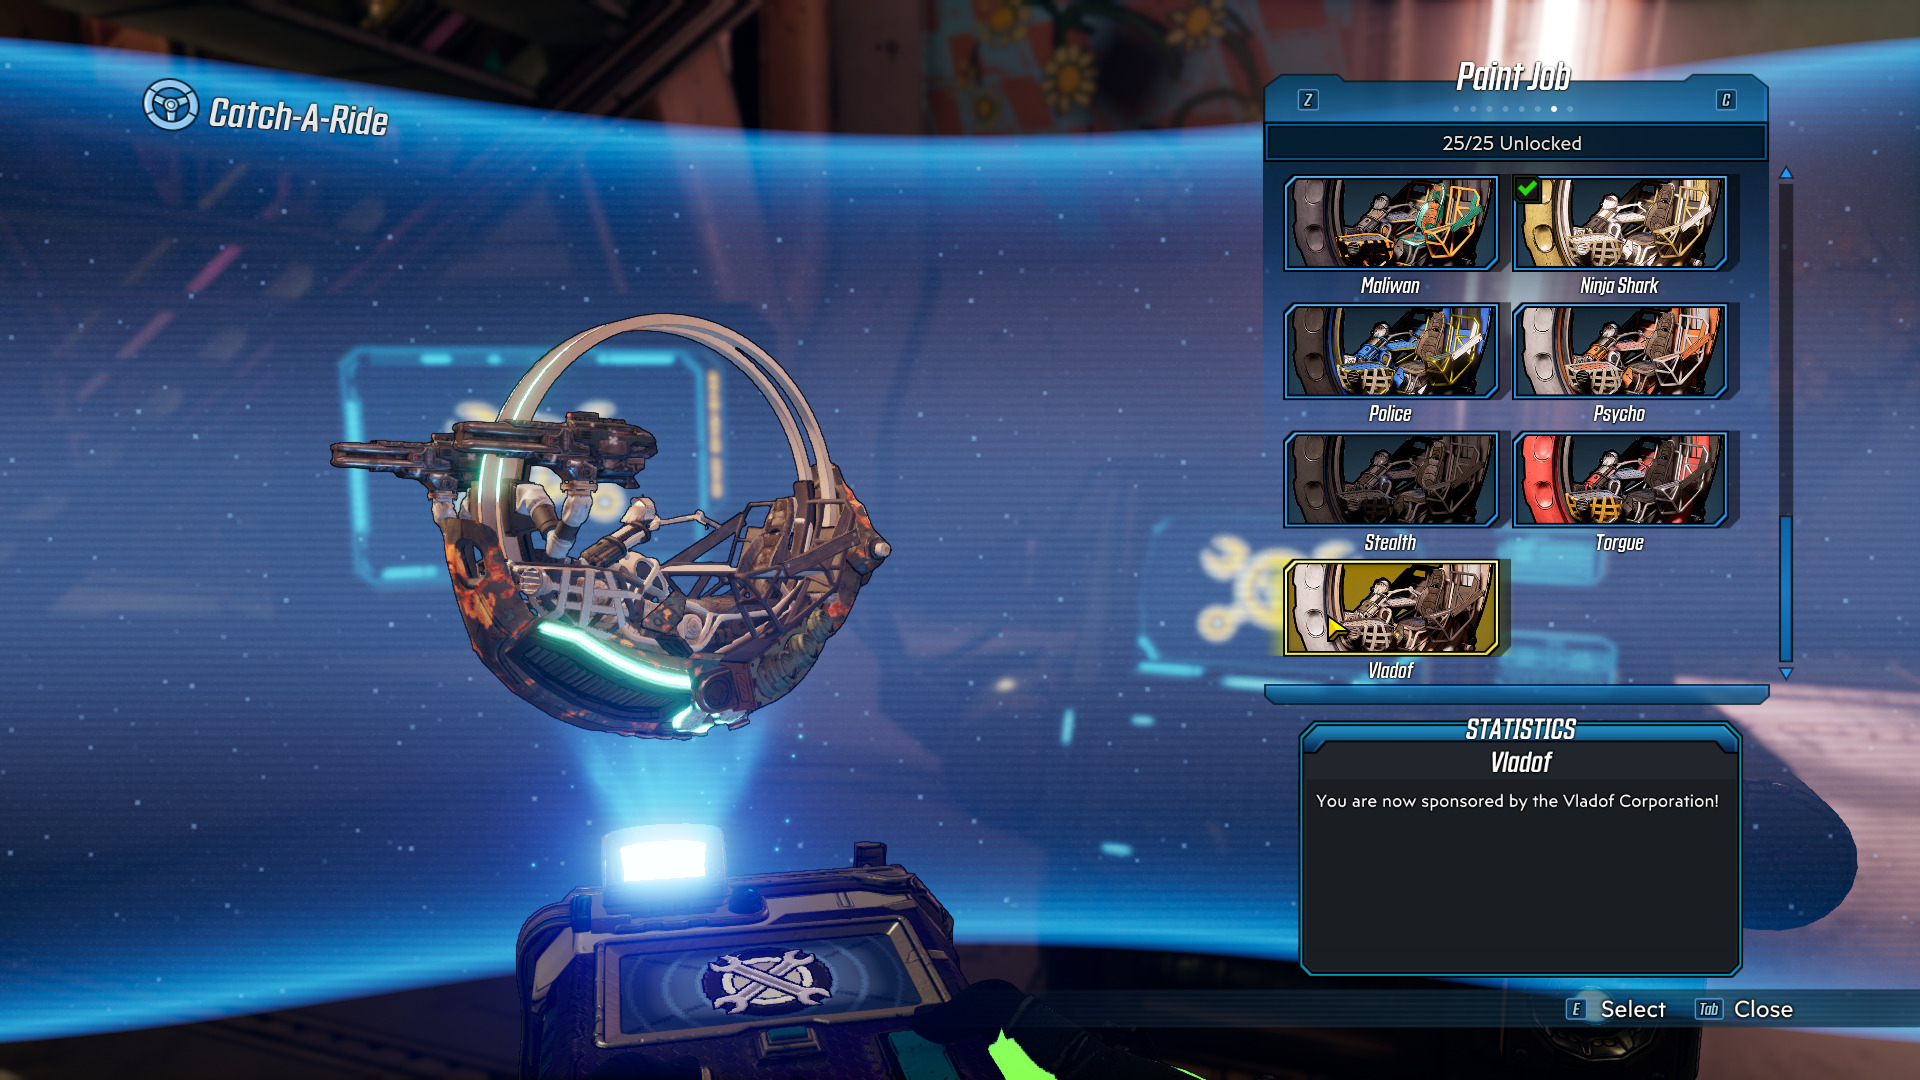 Catch-A-Ride
Paint Job
Z
C
25/25 Unlocked
Maliwan
Ninja Shark
Police
Psycho
Stealth
Torgue
Vladof
STATISTICS
Vladof
You are now sponsored by the Vladof Corporation!
E Select Tab Close